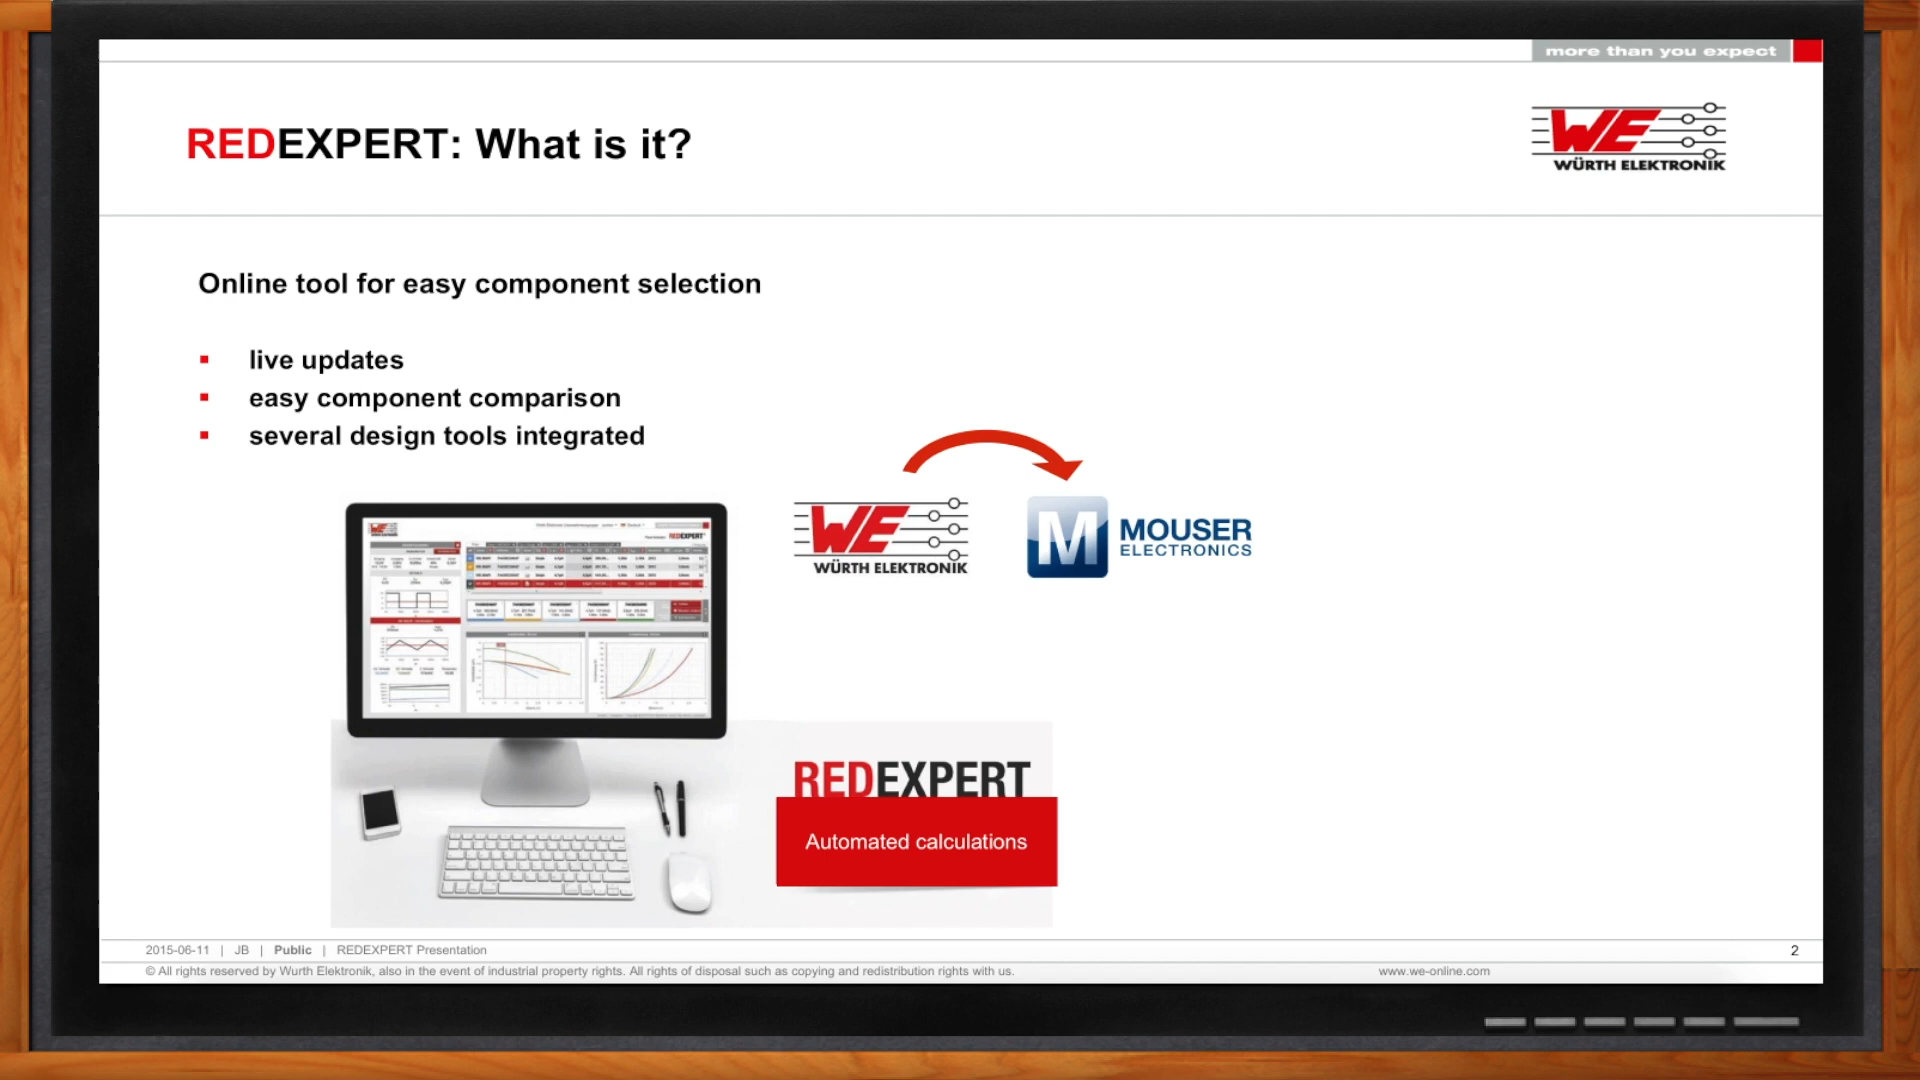 more than you expect
REDEXPERT: What is it?
WE
WÜRTH ELEKTRONIK
Online tool for easy component selection
▪ live updates
▪ easy component comparison
▪ several design tools integrated
WE
WÜRTH ELEKTRONIK
M MOUSER
ELECTRONICS
REDEXPERT
REDEXPERT
Automated calculations
2015-06-11 | JB | Public | REDEXPERT Presentation
2
© All rights reserved by Wurth Elektronik, also in the event of industrial property rights. All rights of disposal such as copying and redistribution rights with us.
www.we-online.com